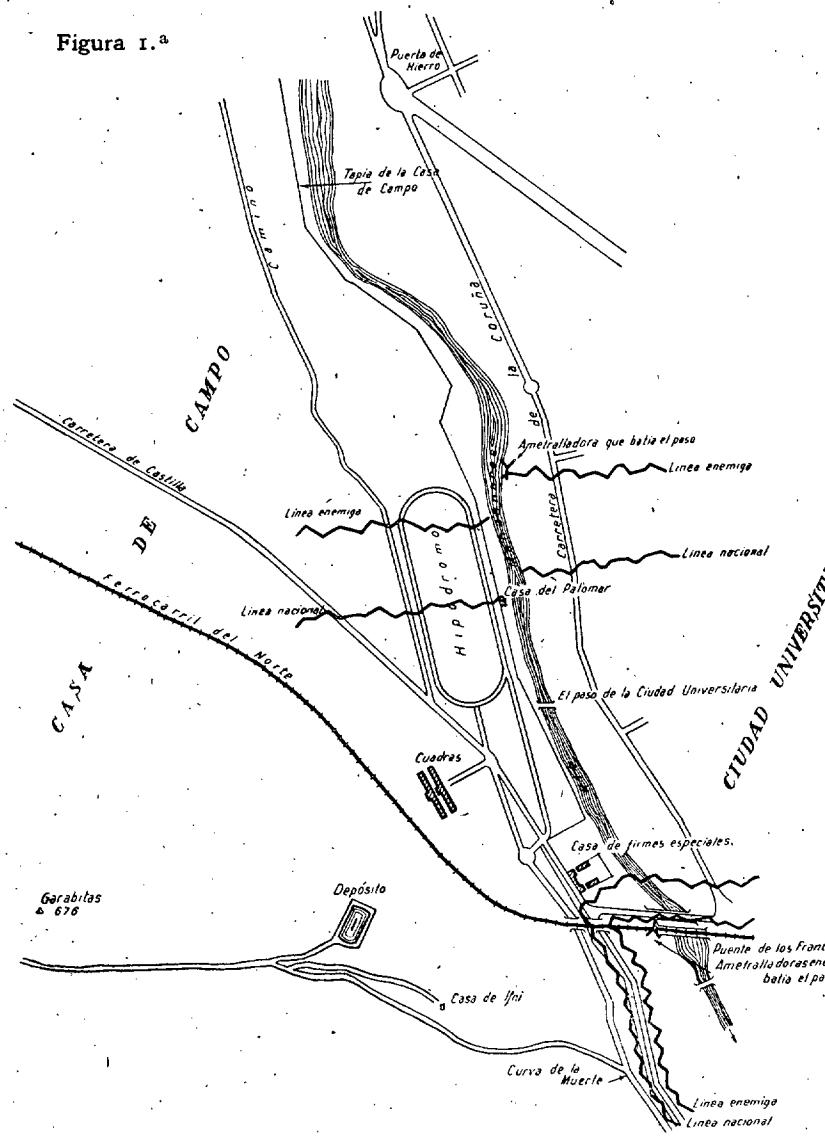 Figura 1.ª
Puerta de
Hierro
Tapia de la Casa
de Campo
Camino
Carretera de la Coruña
CASA DE CAMPO
Carretera de Castilla
Ametralladora que batía el paso
Línea enemiga
Línea enemiga
Hipódromo
Línea nacional
Casa del Palomar
Línea nacional
Ferrocarril del Norte
El paso de la Ciudad Universitaria
Cuadras
Casa de firmes especiales.
Garabitas
676
Depósito
Casa de Ifni
Puente de los
batía el
Curva de la
Muerte
Línea enemiga
Línea nacional
CIUDAD